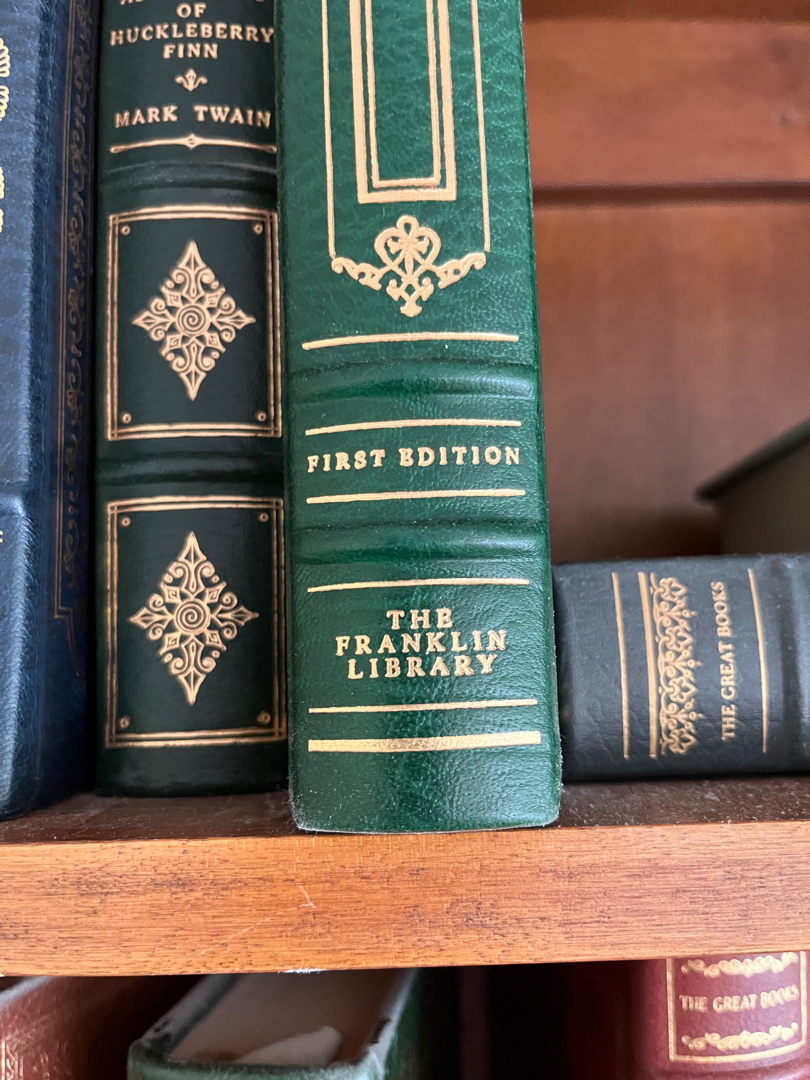 OF
HUCKLEBERRY
FINN
MARK TWAIN
FIRST EDITION
THE
FRANKLIN
LIBRARY
THE GREAT BOOKS
THE GREAT BOOKS